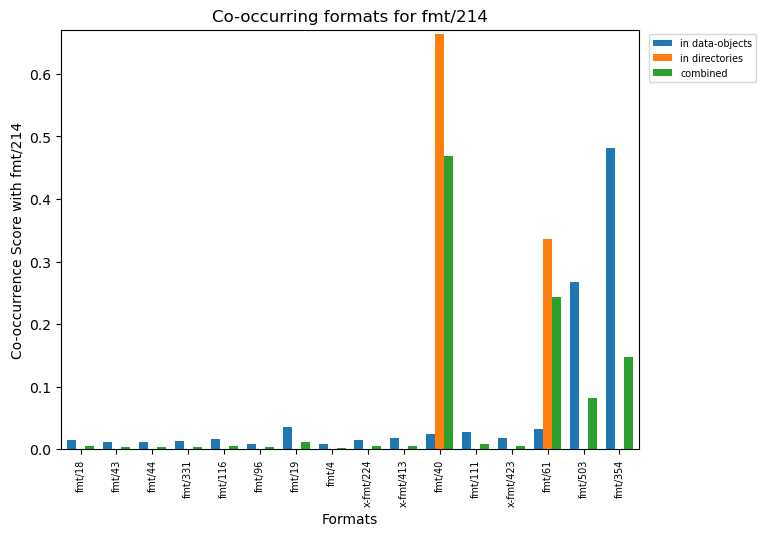 Co-occurring formats for fmt/214
in data-objects
in directories
combined
Co-occurrence Score with fmt/214
0.6
0.5
0.4
0.3
0.2
0.1
0.0
fmt/18
fmt/43
fmt/44
fmt/331
fmt/116
fmt/96
fmt/19
fmt/4
x-fmt/224
x-fmt/413
fmt/40
fmt/111
x-fmt/423
fmt/61
fmt/503
fmt/354
Formats